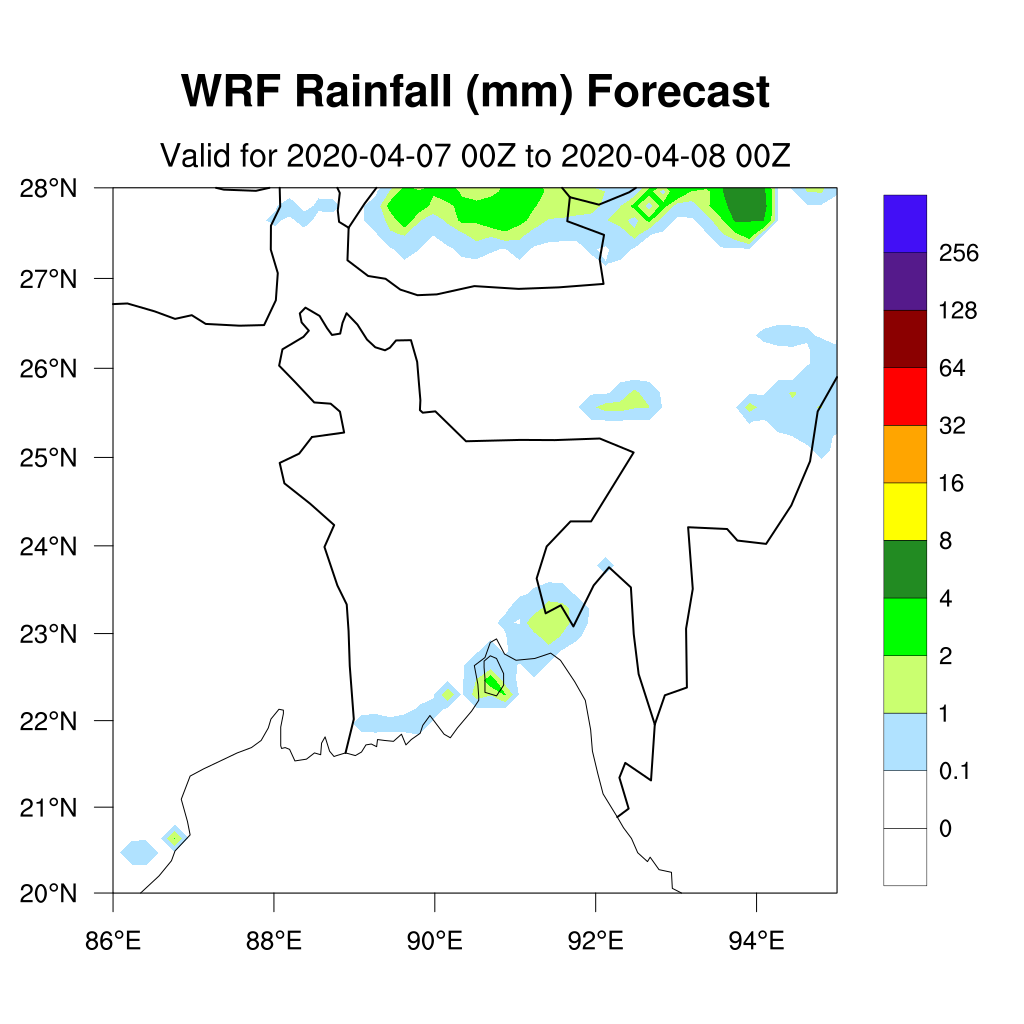 WRF Rainfall (mm) Forecast
Valid for 2020-04-07 00Z to 2020-04-08 00Z
28°N
27°N
26°N
25°N
24°N
23°N
22°N
21°N
20°N
86°E 88°E 90°E 92°E 94°E
256
128
64
32
16
8
4
2
1
0.1
0